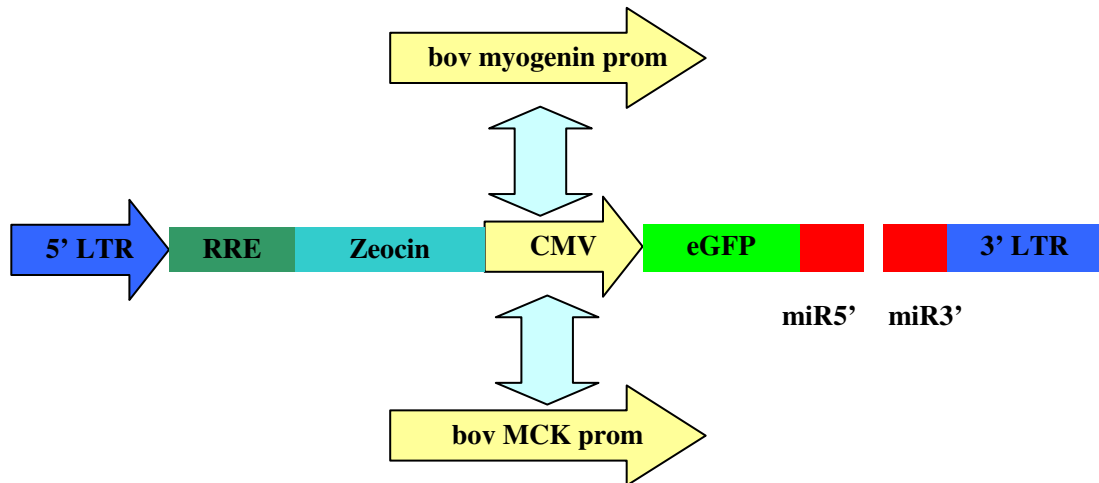 bov myogenin prom
5' LTR RRE Zeocin CMV eGFP 3' LTR
miR5' miR3'
bov MCK prom